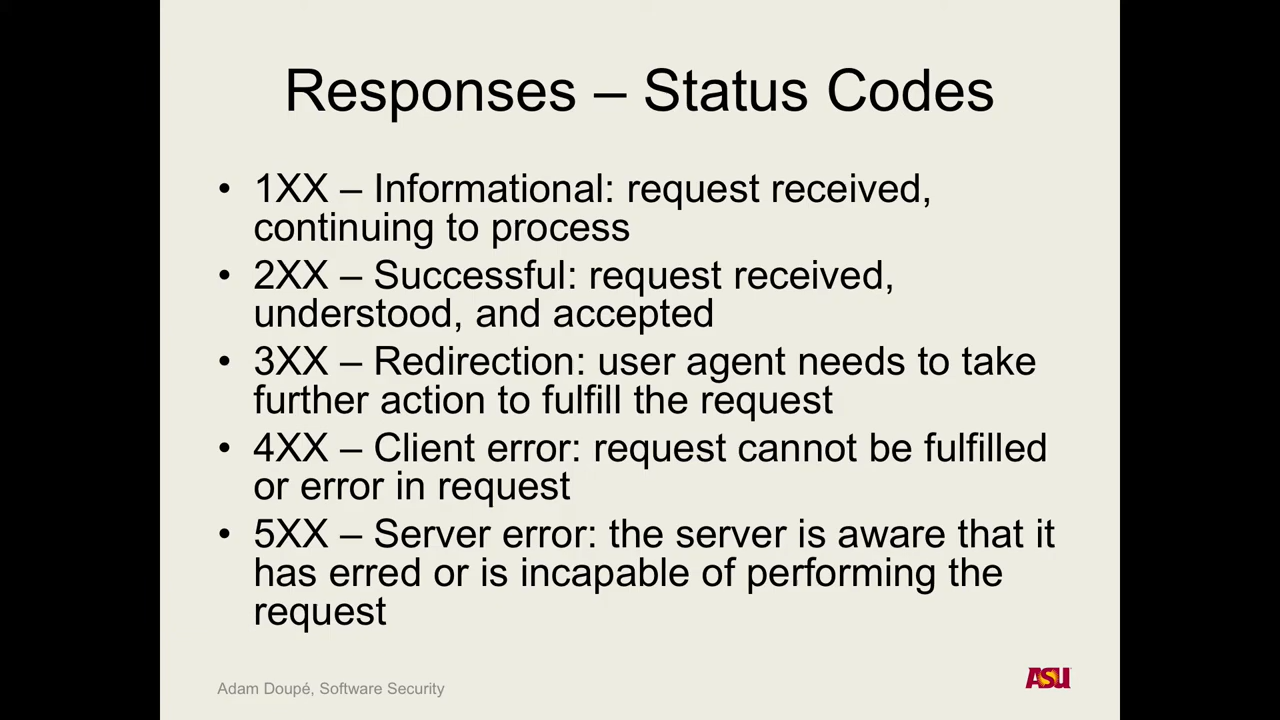 Responses – Status Codes
• 1XX – Informational: request received,
continuing to process
• 2XX – Successful: request received,
understood, and accepted
• 3XX – Redirection: user agent needs to take
further action to fulfill the request
• 4XX – Client error: request cannot be fulfilled
or error in request
• 5XX – Server error: the server is aware that it
has erred or is incapable of performing the
request
Adam Doupé, Software Security
ASU